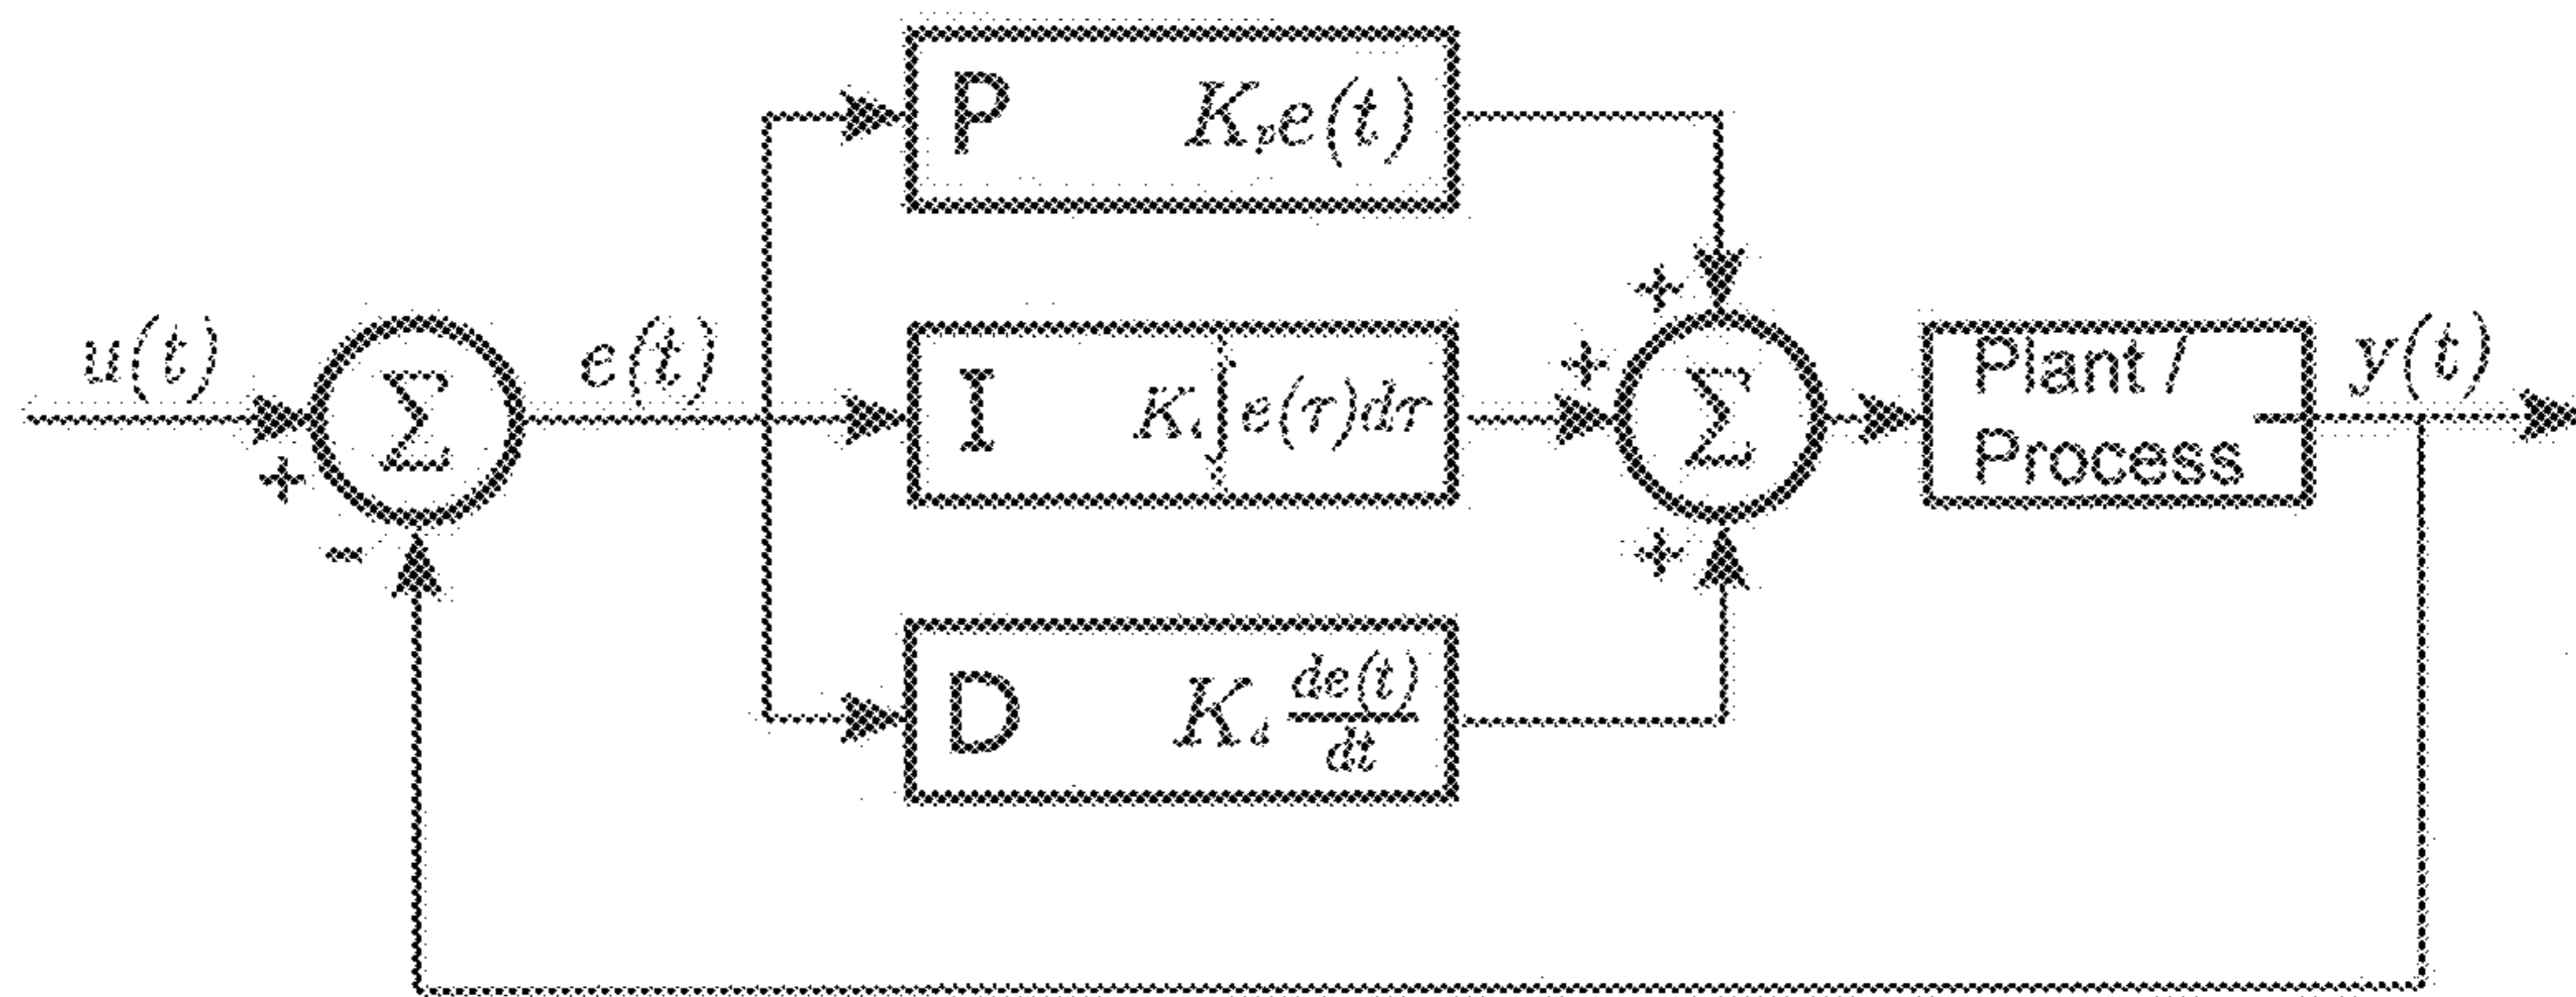 P K_p e(t)
u(t)
+
−
Σ
e(t)
I K_i ∫ e(τ)dτ
+
+
+
Σ
Plant /
Process
y(t)
D K_d de(t)/dt